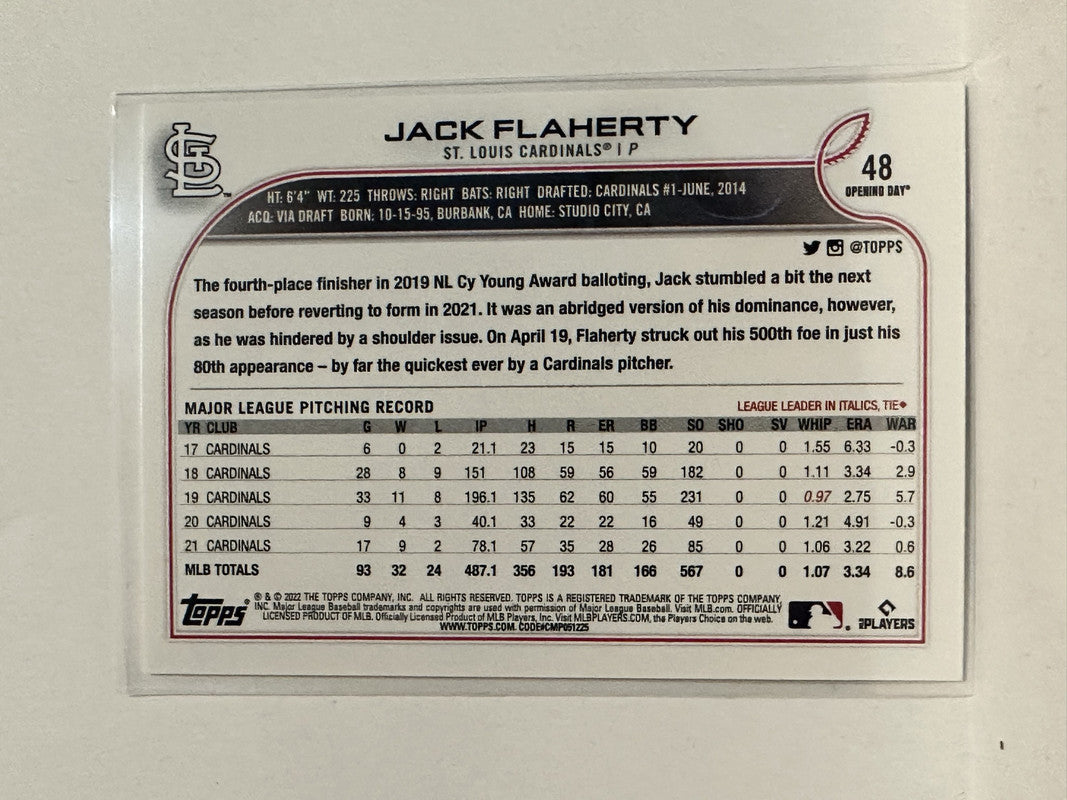 JACK FLAHERTY
ST. LOUIS CARDINALS® | P
48
OPENING DAY®
HT: 6'4" WT: 225 THROWS: RIGHT BATS: RIGHT DRAFTED: CARDINALS #1-JUNE, 2014
ACQ: VIA DRAFT BORN: 10-15-95, BURBANK, CA HOME: STUDIO CITY, CA
@TOPPS
The fourth-place finisher in 2019 NL Cy Young Award balloting, Jack stumbled a bit the next
season before reverting to form in 2021. It was an abridged version of his dominance, however,
as he was hindered by a shoulder issue. On April 19, Flaherty struck out his 500th foe in just his
80th appearance – by far the quickest ever by a Cardinals pitcher.
MAJOR LEAGUE PITCHING RECORD LEAGUE LEADER IN ITALICS, TIE♦
YR CLUB G W L IP H R ER BB SO SHO SV WHIP ERA WAR
17 CARDINALS 6 0 2 21.1 23 15 15 10 20 0 0 1.55 6.33 -0.3
18 CARDINALS 28 8 9 151 108 59 56 59 182 0 0 1.11 3.34 2.9
19 CARDINALS 33 11 8 196.1 135 62 60 55 231 0 0 0.97 2.75 5.7
20 CARDINALS 9 4 3 40.1 33 22 22 16 49 0 0 1.21 4.91 -0.3
21 CARDINALS 17 9 2 78.1 57 35 28 26 85 0 0 1.06 3.22 0.6
MLB TOTALS 93 32 24 487.1 356 193 181 166 567 0 0 1.07 3.34 8.6
topps®
® & © 2022 THE TOPPS COMPANY, INC. ALL RIGHTS RESERVED. TOPPS IS A REGISTERED TRADEMARK OF THE TOPPS COMPANY,
INC. Major League Baseball trademarks and copyrights are used with permission of Major League Baseball. Visit MLB.com. OFFICIALLY
LICENSED PRODUCT OF MLB. Officially Licensed Product of MLB Players, Inc. Visit MLBPLAYERS.COM, the Players Choice on the web.
WWW.TOPPS.COM. CODE#CMP051225
PLAYERS